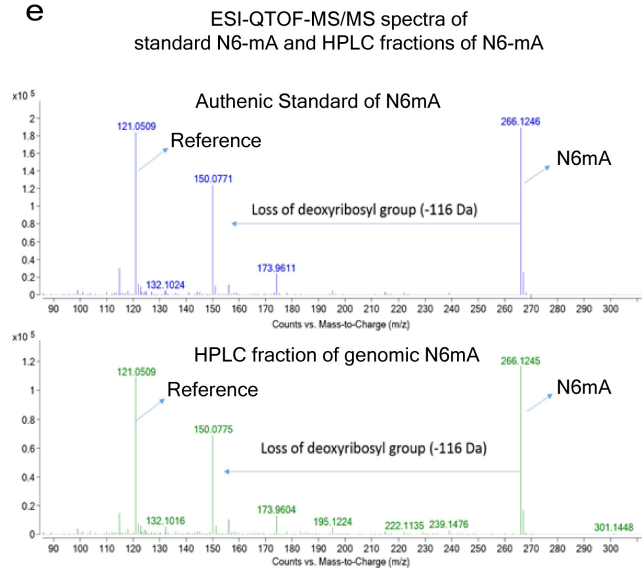 e
ESI-QTOF-MS/MS spectra of
standard N6-mA and HPLC fractions of N6-mA
x10 5
Authenic Standard of N6mA
2
1.8
1.6
1.4
1.2
1
0.8
0.6
0.4
0.2
0
121.0509
Reference
150.0771
266.1246
N6mA
Loss of deoxyribosyl group (-116 Da)
173.9611
132.1024
90 100 110 120 130 140 150 160 170 180 190 200 210 220 230 240 250 260 270 280 290 300
Counts vs. Mass-to-Charge (m/z)
x10 5
HPLC fraction of genomic N6mA
1.2
1
0.8
0.6
0.4
0.2
0
121.0509
Reference
150.0775
266.1245
N6mA
Loss of deoxyribosyl group (-116 Da)
173.9604
132.1016
195.1224
222.1135
239.1476
301.1448
90 100 110 120 130 140 150 160 170 180 190 200 210 220 230 240 250 260 270 280 290 300
Counts vs. Mass-to-Charge (m/z)